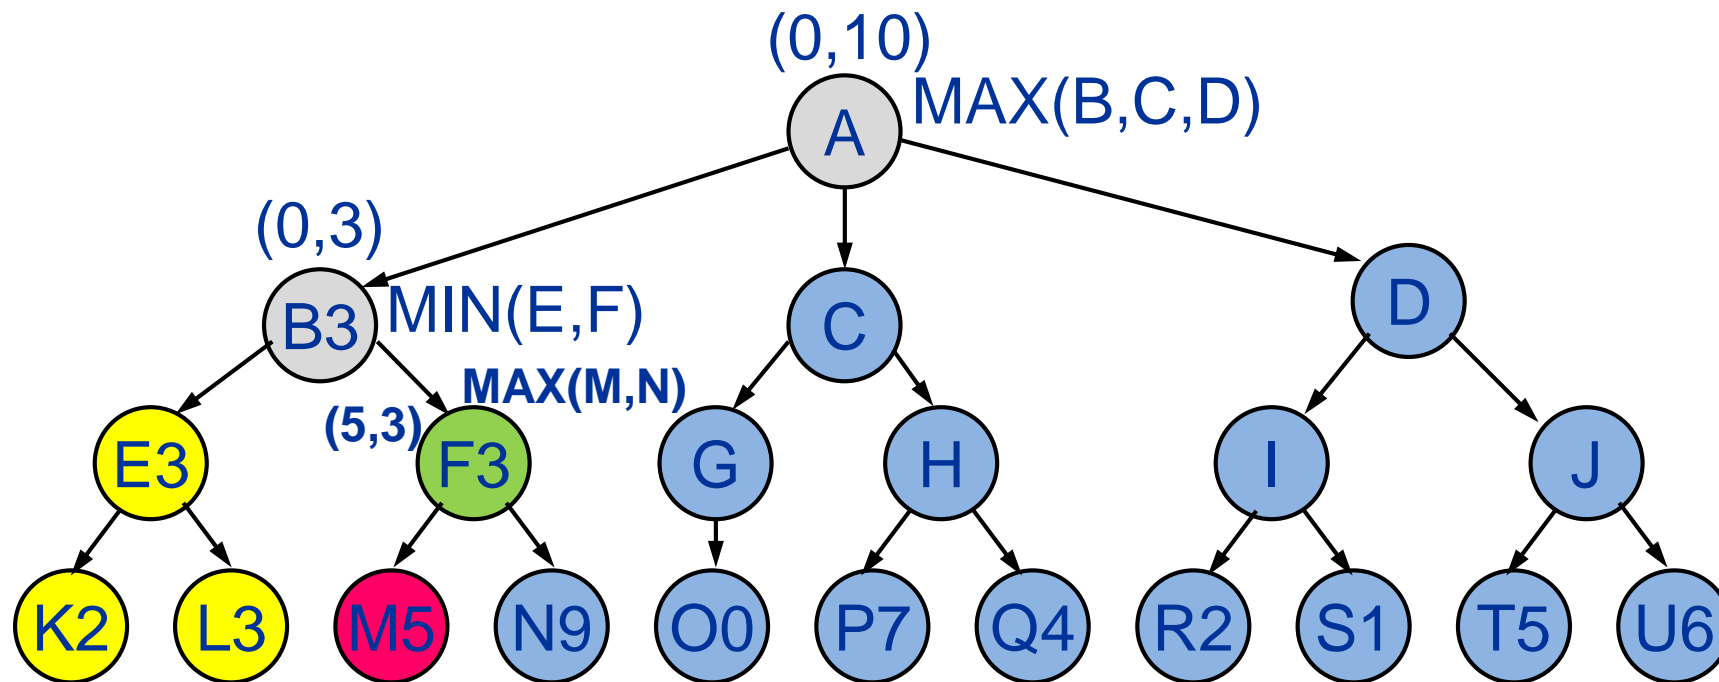 (0,10)
A MAX(B,C,D)
(0,3)
B3 MIN(E,F) C D
MAX(M,N)
(5,3)
E3 F3 G H I J
K2 L3 M5 N9 O0 P7 Q4 R2 S1 T5 U6